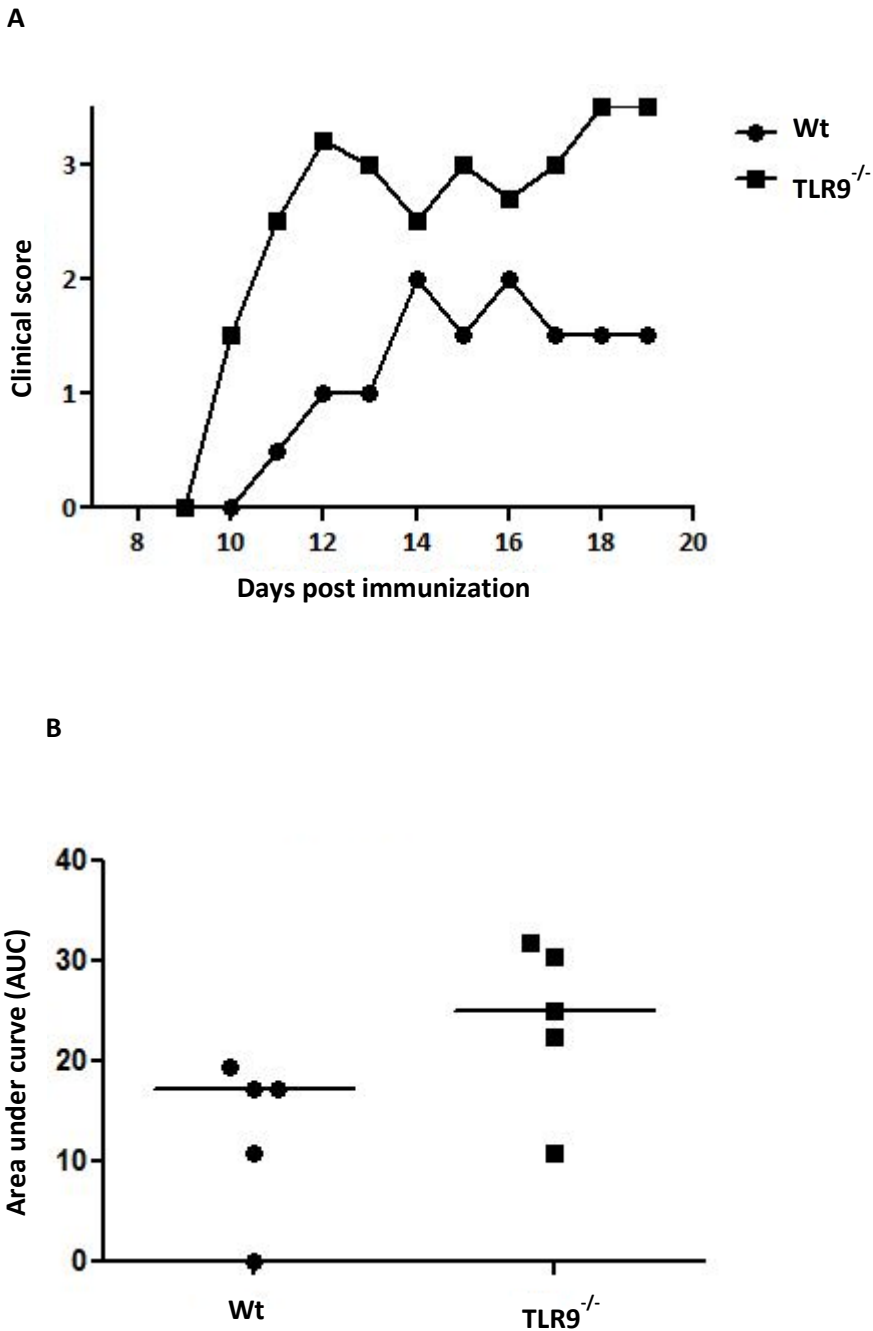 A
Wt
TLR9-/-
Clinical score
3
2
1
0
8 10 12 14 16 18 20
Days post immunization
B
Area under curve (AUC)
40
30
20
10
0
Wt TLR9-/-